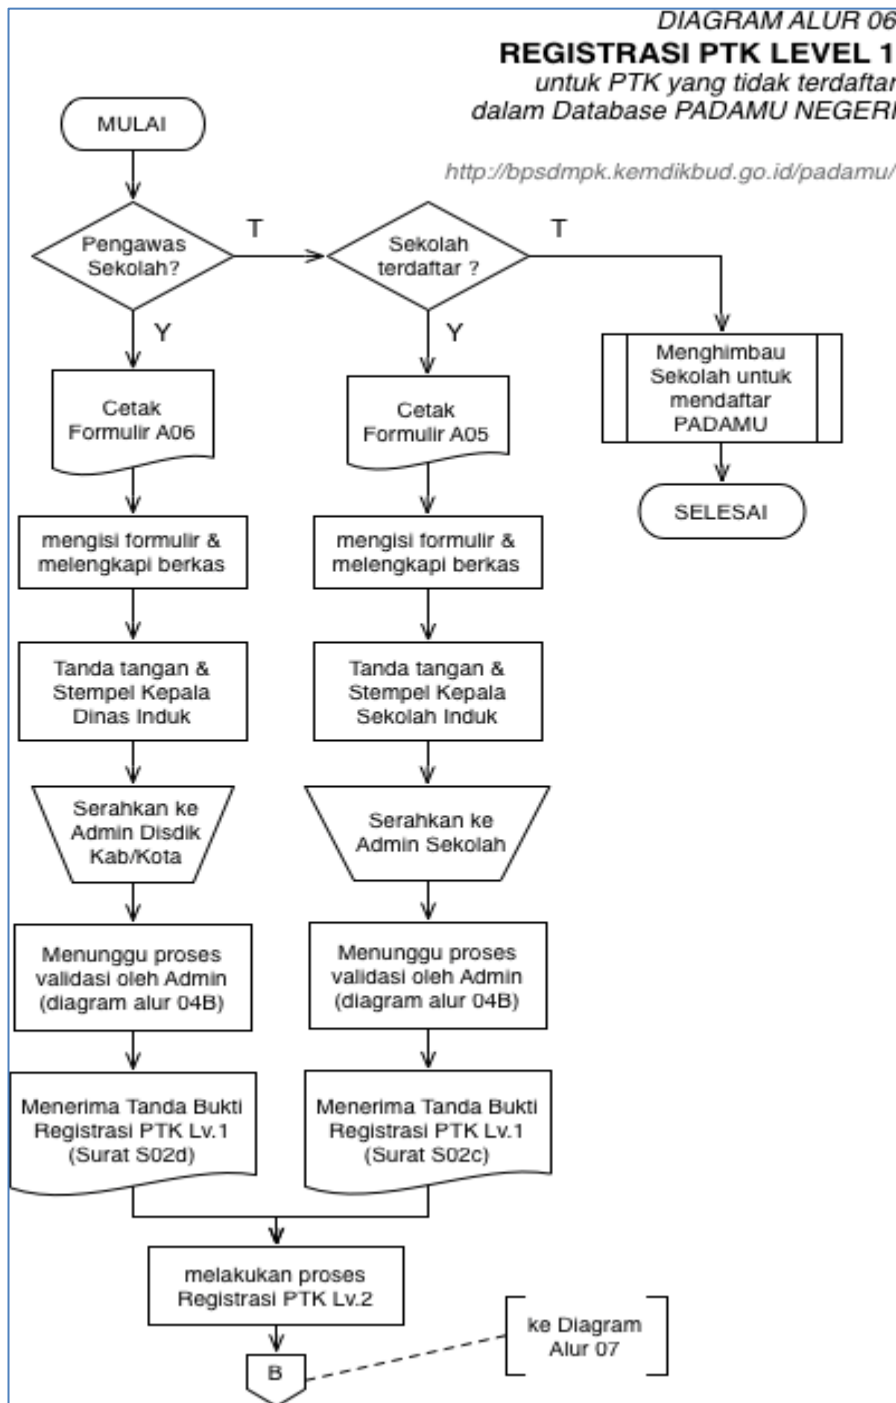 DIAGRAM ALUR 06
REGISTRASI PTK LEVEL 1
untuk PTK yang tidak terdaftar
dalam Database PADAMU NEGERI
http://bpsdmpk.kemdikbud.go.id/padamu/
MULAI
Pengawas
Sekolah?
T
Sekolah
terdaftar ?
T
Y
Y
Menghimbau
Sekolah untuk
mendaftar
PADAMU
SELESAI
Cetak
Formulir A06
Cetak
Formulir A05
mengisi formulir &
melengkapi berkas
mengisi formulir &
melengkapi berkas
Tanda tangan &
Stempel Kepala
Dinas Induk
Tanda tangan &
Stempel Kepala
Sekolah Induk
Serahkan ke
Admin Disdik
Kab/Kota
Serahkan ke
Admin Sekolah
Menunggu proses
validasi oleh Admin
(diagram alur 04B)
Menunggu proses
validasi oleh Admin
(diagram alur 04B)
Menerima Tanda Bukti
Registrasi PTK Lv.1
(Surat S02d)
Menerima Tanda Bukti
Registrasi PTK Lv.1
(Surat S02c)
melakukan proses
Registrasi PTK Lv.2
B
ke Diagram
Alur 07